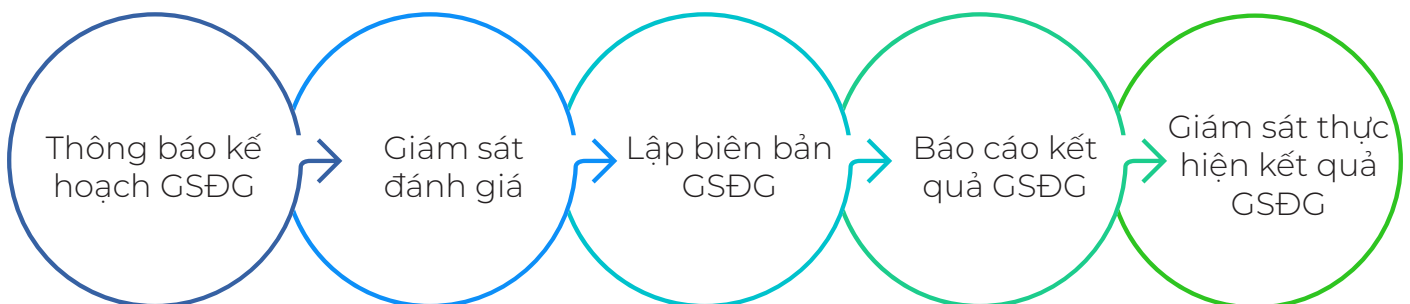 Thông báo kế
hoạch GSĐG
Giám sát
đánh giá
Lập biên bản
GSĐG
Báo cáo kết
quả GSĐG
Giám sát thực
hiện kết quả
GSĐG